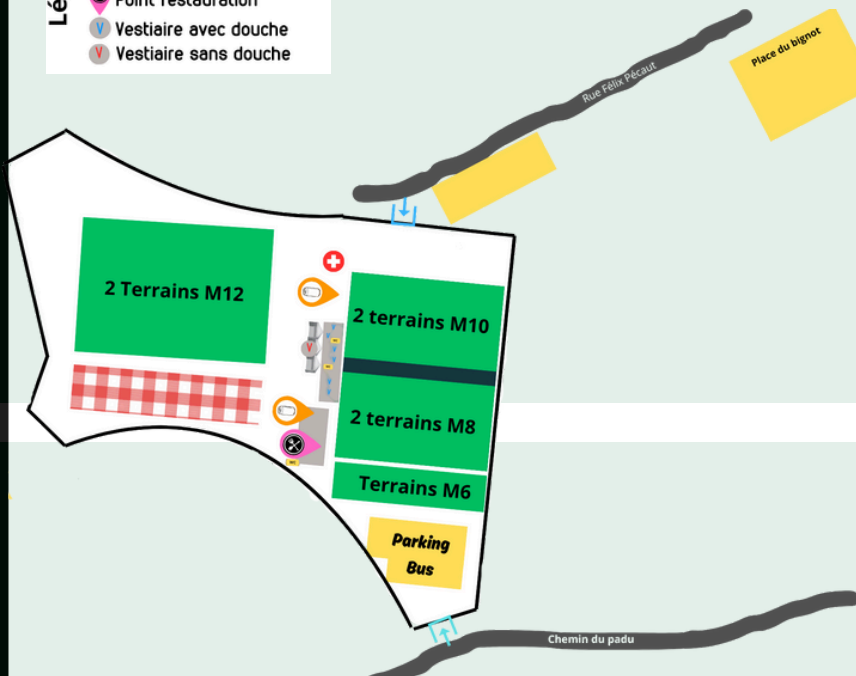 Lé
Point restauration
V Vestiaire avec douche
V Vestiaire sans douche
Place du bignot
Rue Félix Pécaut
2 Terrains M12
2 terrains M10
V
2 terrains M8
Terrains M6
Parking
Bus
Chemin du padu